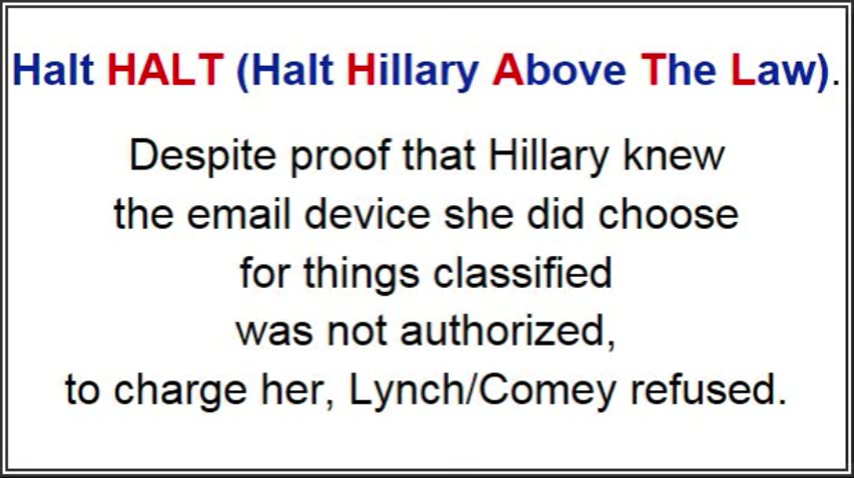 Halt HALT (Halt Hillary Above The Law).
Despite proof that Hillary knew
the email device she did choose
for things classified
was not authorized,
to charge her, Lynch/Comey refused.